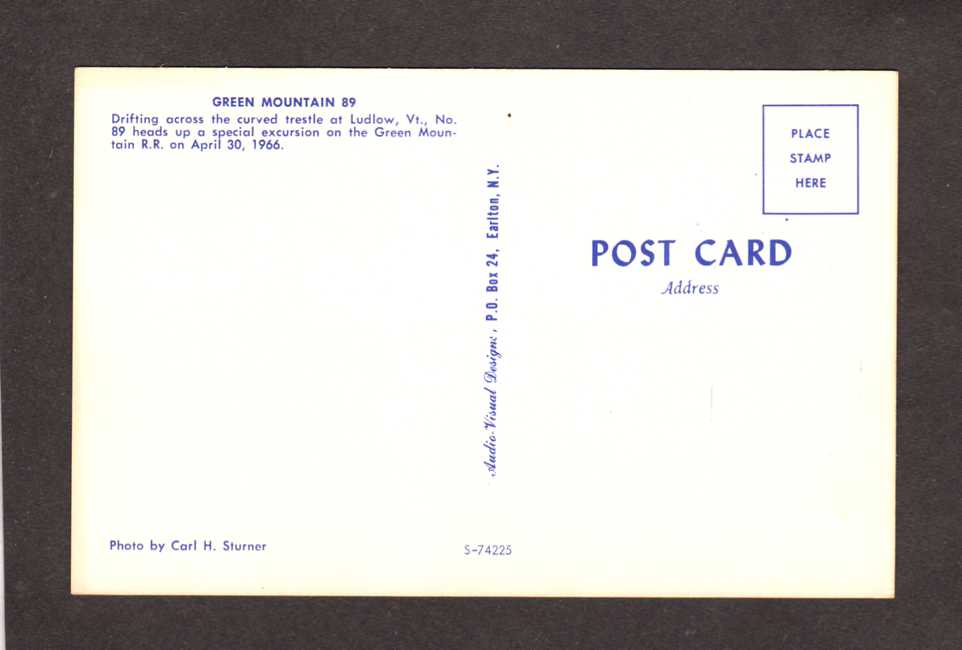 GREEN MOUNTAIN 89
Drifting across the curved trestle at Ludlow, Vt., No.
89 heads up a special excursion on the Green Moun-
tain R.R. on April 30, 1966.
Audio-Visual Designs, P.O. Box 24, Earlton, N.Y.
PLACE
STAMP
HERE
POST CARD
Address
Photo by Carl H. Sturner
S-74225